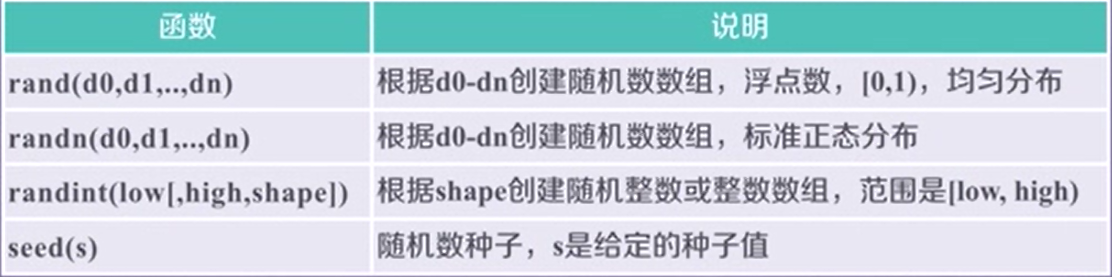 函数 说明
rand(d0,d1,..,dn) 根据d0-dn创建随机数数组，浮点数，[0,1)，均匀分布
randn(d0,d1,..,dn) 根据d0-dn创建随机数数组，标准正态分布
randint(low[,high,shape]) 根据shape创建随机整数或整数数组，范围是[low, high)
seed(s) 随机数种子，s是给定的种子值